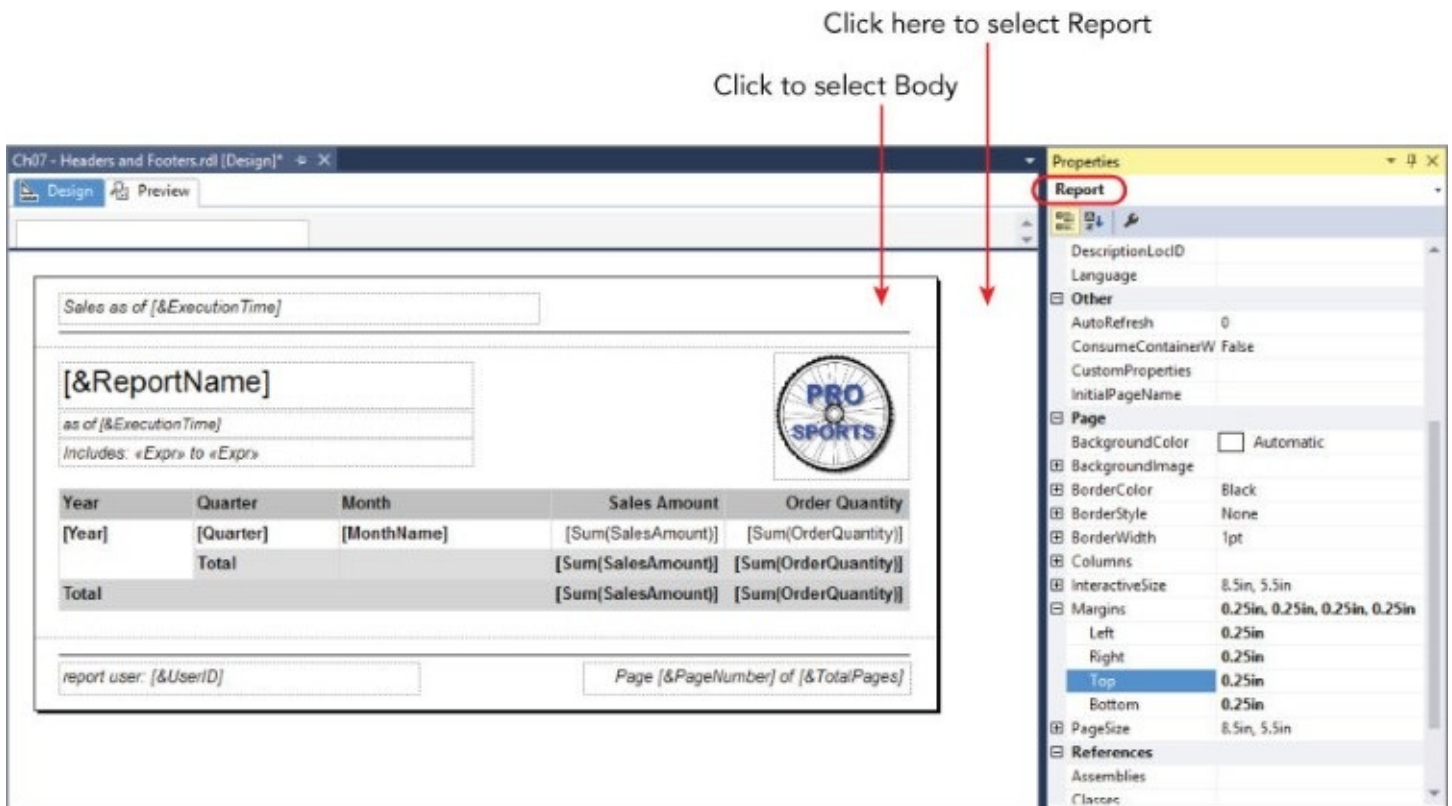 Click here to select Report
Click to select Body
Ch07 - Headers and Footers.rdl [Design]*
Design
Preview
Sales as of [&ExecutionTime]
[&ReportName]
as of [&ExecutionTime]
Includes: «Expr» to «Expr»
PRO
SPORTS
Year Quarter Month Sales Amount Order Quantity
[Year] [Quarter] [MonthName] [Sum(SalesAmount)] [Sum(OrderQuantity)]
Total [Sum(SalesAmount)] [Sum(OrderQuantity)]
Total [Sum(SalesAmount)] [Sum(OrderQuantity)]
report user: [&UserID] Page [&PageNumber] of [&TotalPages]
Properties
Report
DescriptionLocID
Language
Other
AutoRefresh 0
ConsumeContainerW False
CustomProperties
InitialPageName
Page
BackgroundColor Automatic
BackgroundImage
BorderColor Black
BorderStyle None
BorderWidth 1pt
Columns
InteractiveSize 8.5in, 5.5in
Margins 0.25in, 0.25in, 0.25in, 0.25in
Left 0.25in
Right 0.25in
Top 0.25in
Bottom 0.25in
PageSize 8.5in, 5.5in
References
Assemblies
Classes